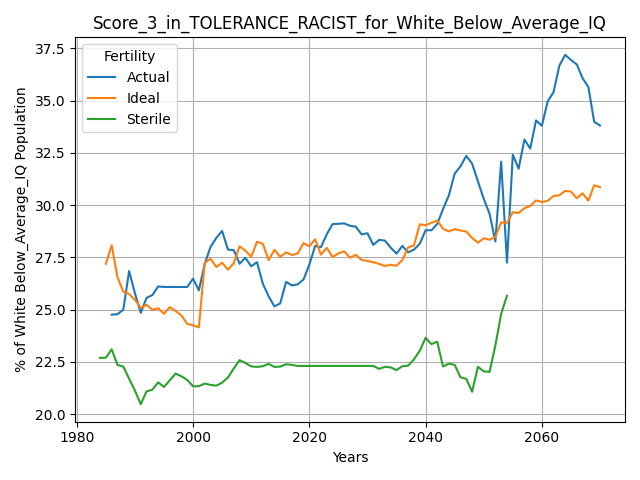 Score_3_in_TOLERANCE_RACIST_for_White_Below_Average_IQ
% of White Below_Average_IQ Population
37.5
35.0
32.5
30.0
27.5
25.0
22.5
20.0
Fertility
Actual
Ideal
Sterile
1980
2000
2020
2040
2060
Years